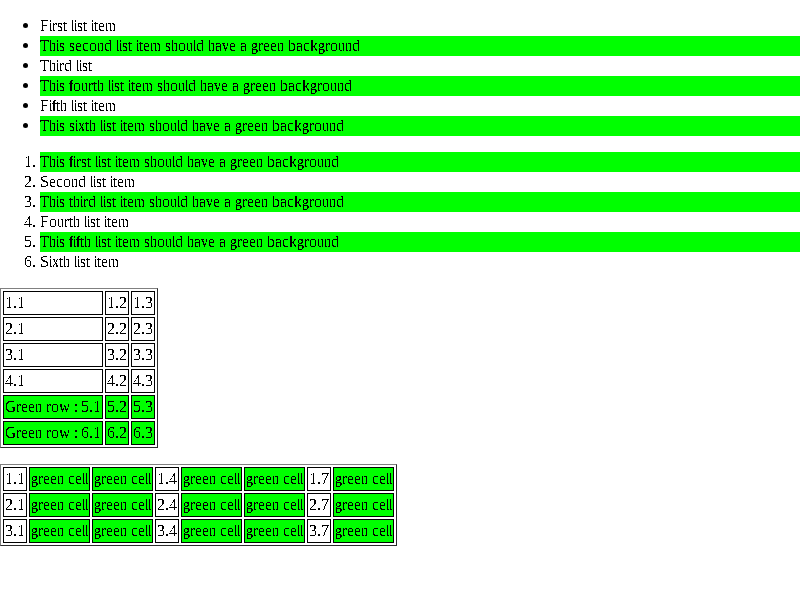 • First list item
• This second list item should have a green background
• Third list
• This fourth list item should have a green background
• Fifth list item
• This sixth list item should have a green background
1. This first list item should have a green background
2. Second list item
3. This third list item should have a green background
4. Fourth list item
5. This fifth list item should have a green background
6. Sixth list item
1.1 1.2 1.3
2.1 2.2 2.3
3.1 3.2 3.3
4.1 4.2 4.3
Green row : 5.1 5.2 5.3
Green row : 6.1 6.2 6.3
1.1 green cell green cell 1.4 green cell green cell 1.7 green cell
2.1 green cell green cell 2.4 green cell green cell 2.7 green cell
3.1 green cell green cell 3.4 green cell green cell 3.7 green cell